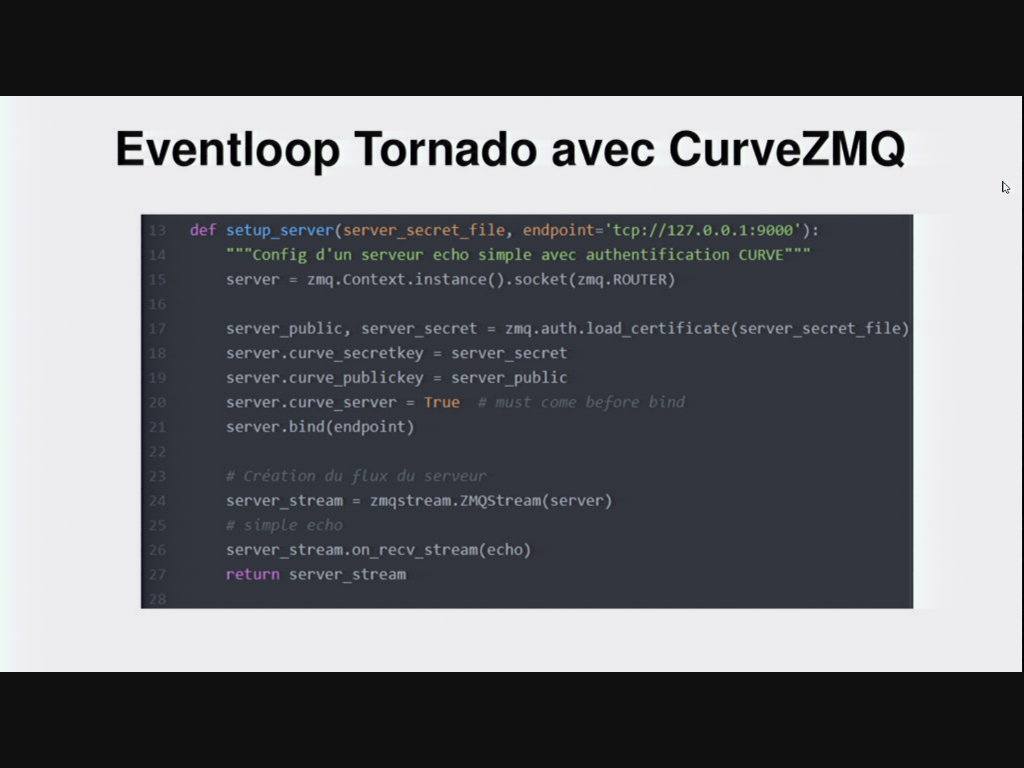 Eventloop Tornado avec CurveZMQ
13 def setup_server(server_secret_file, endpoint='tcp://127.0.0.1:9000'):
14 """Config d'un serveur echo simple avec authentification CURVE"""
15 server = zmq.Context.instance().socket(zmq.ROUTER)
16
17 server_public, server_secret = zmq.auth.load_certificate(server_secret_file)
18 server.curve_secretkey = server_secret
19 server.curve_publickey = server_public
20 server.curve_server = True # must come before bind
21 server.bind(endpoint)
22
23 # Création du flux du serveur
24 server_stream = zmqstream.ZMQStream(server)
25 # simple echo
26 server_stream.on_recv_stream(echo)
27 return server_stream
28